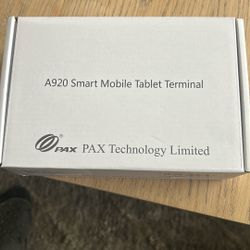 A920 Smart Mobile Tablet Terminal
PAX PAX Technology Limited